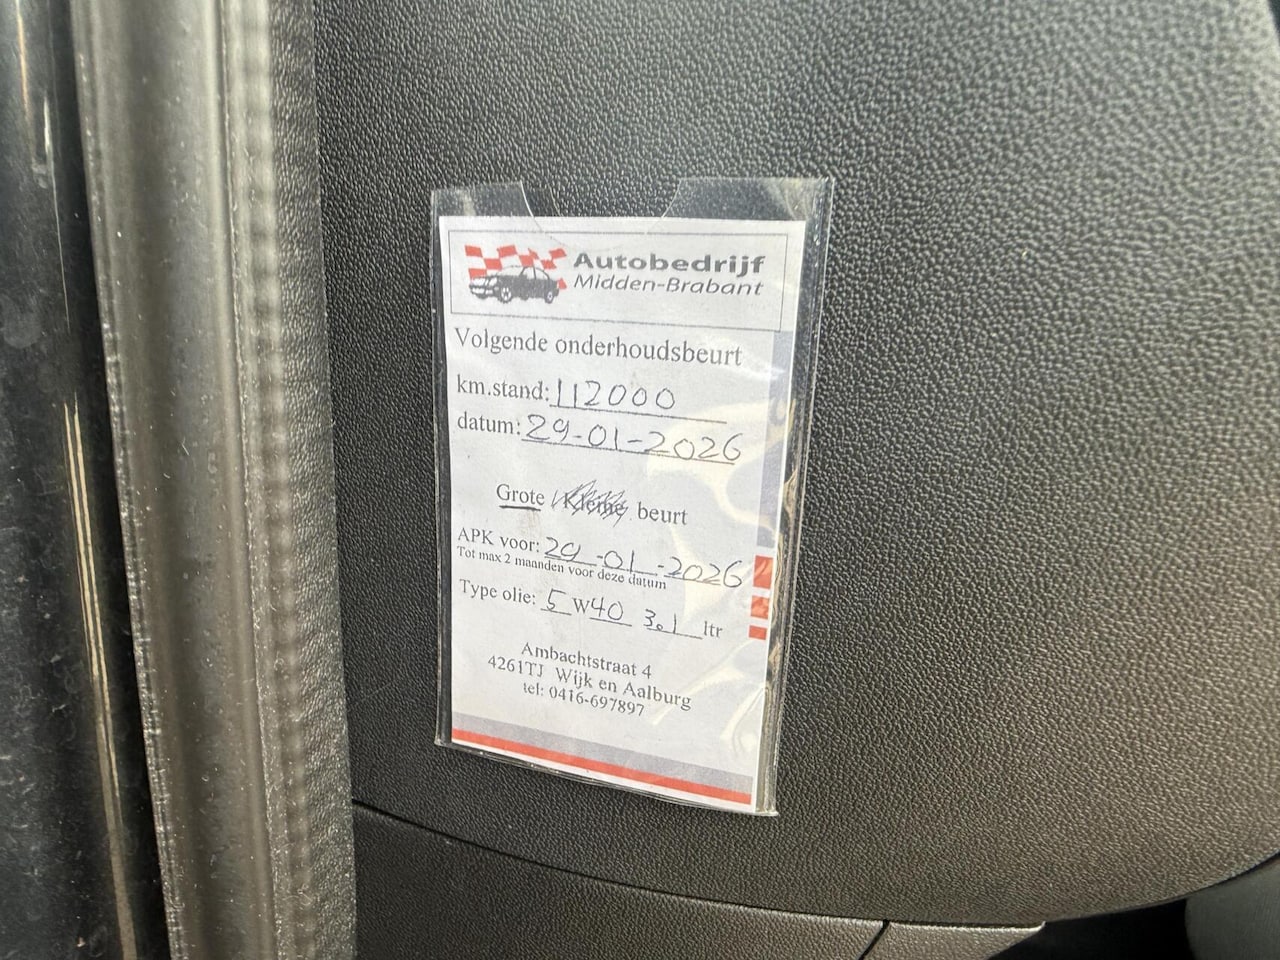 Autobedrijf
Midden-Brabant
Volgende onderhoudsbeurt
km.stand: 112000
datum: 29-01-2026
Grote / Kleine beurt
APK voor: 29-01-2026
Tot max 2 maanden voor deze datum
Type olie: 5 W40 3.1 ltr
Ambachtstraat 4
4261TJ Wijk en Aalburg
tel: 0416-697897